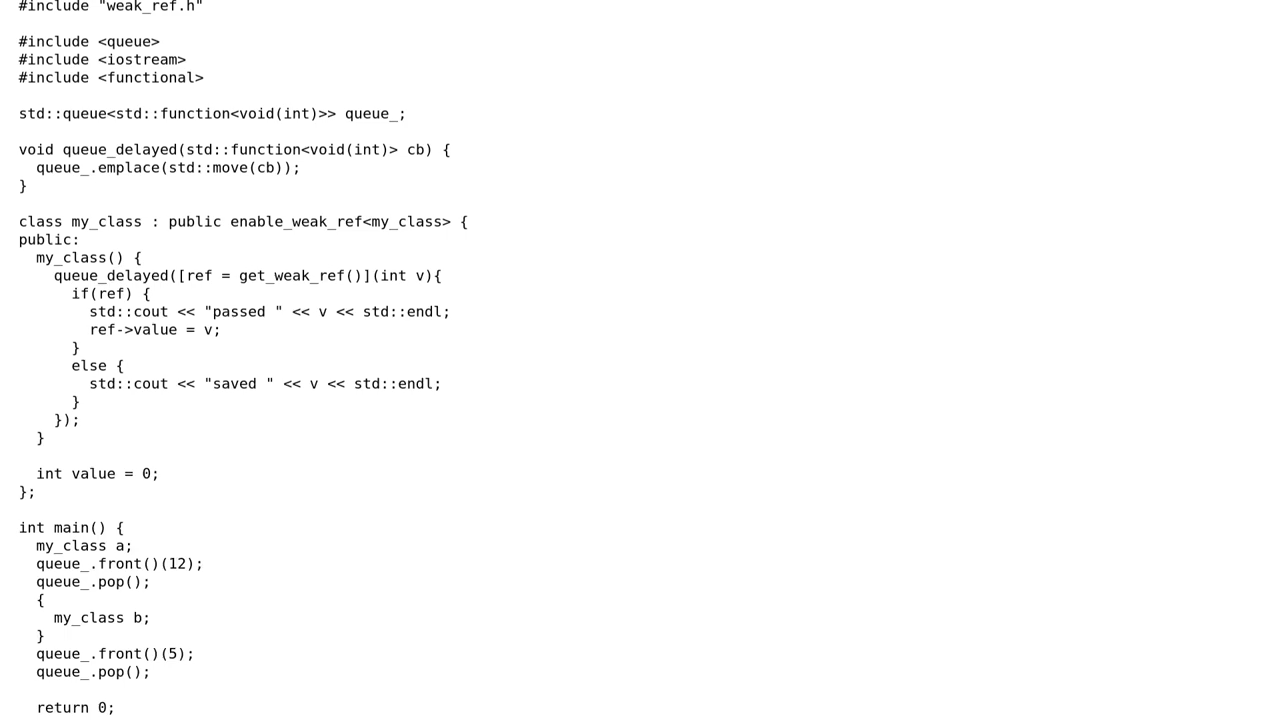 #include "weak_ref.h"

#include <queue>
#include <iostream>
#include <functional>

std::queue<std::function<void(int)>> queue_;

void queue_delayed(std::function<void(int)> cb) {
  queue_.emplace(std::move(cb));
}

class my_class : public enable_weak_ref<my_class> {
public:
  my_class() {
    queue_delayed([ref = get_weak_ref()](int v){
      if(ref) {
        std::cout << "passed " << v << std::endl;
        ref->value = v;
      }
      else {
        std::cout << "saved " << v << std::endl;
      }
    });
  }

  int value = 0;
};

int main() {
  my_class a;
  queue_.front()(12);
  queue_.pop();
  {
    my_class b;
  }
  queue_.front()(5);
  queue_.pop();

  return 0;